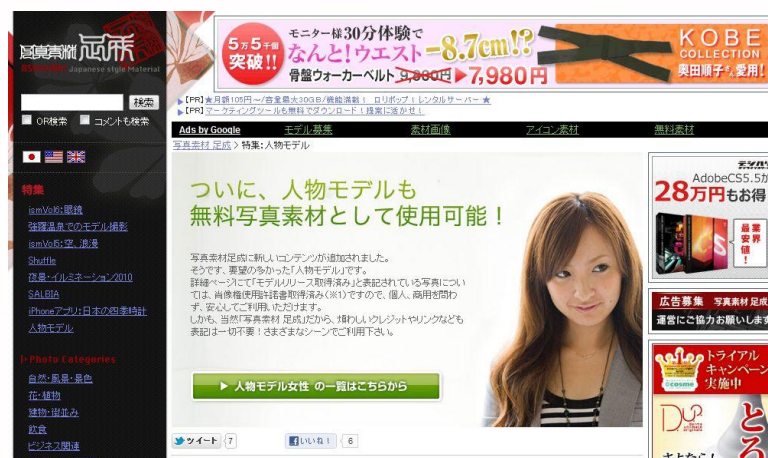 写真素材 足成
Japanese style Material
検索
OR検索 コメントも検索
特集
ismVol6:眼鏡
強羅温泉でのモデル撮影
ismVol5:空、浪漫
Shuttle
夜景・イルミネーション2010
SALBIA
iPhoneアプリ:日本の四季時計
人物モデル
Photo Categories
自然・風景・景色
花・植物
建物・街並み
飲食
ビジネス関連
5万5千個
突破!!
モニター様30分体験で
なんと!ウエスト-8.7cm!?
骨盤ウォーカーベルト 9,800円▶7,980円
KOBE
COLLECTION
奥田順子さん愛用!
[PR]★月額105円~/容量最大30GB/機能満載! ロリポップ!レンタルサーバー ★
[PR]マーケティングツールも無料でダウンロード!提案に活かせ!
Ads by Google モデル募集 素材画像 アイコン素材 無料素材
写真素材 足成 > 特集:人物モデル
ついに、人物モデルも
無料写真素材として使用可能!
写真素材足成に新しいコンテンツが追加されました。
そうです、要望の多かった「人物モデル」です。
詳細ページにて「モデルリリース取得済み」と表記されている写真につい
ては、肖像権使用許諾書取得済み(※1)ですので、個人、商用を問わ
ず、安心してご利用いただけます。
しかも、当然「写真素材 足成」だから、煩わしいクレジットやリンクなども
表記は一切不要!さまざまなシーンでご利用下さい。
▶ 人物モデル女性 の一覧はこちらから
ツイート 7
いいね! 6
AdobeCS5.5が
28万円もお得
業界
最安値!
広告募集 写真素材 足成
運営にご協力お願いします
@cosme
トライアル
キャンペーン
実施中
D.U.P
とろ
さよなら!